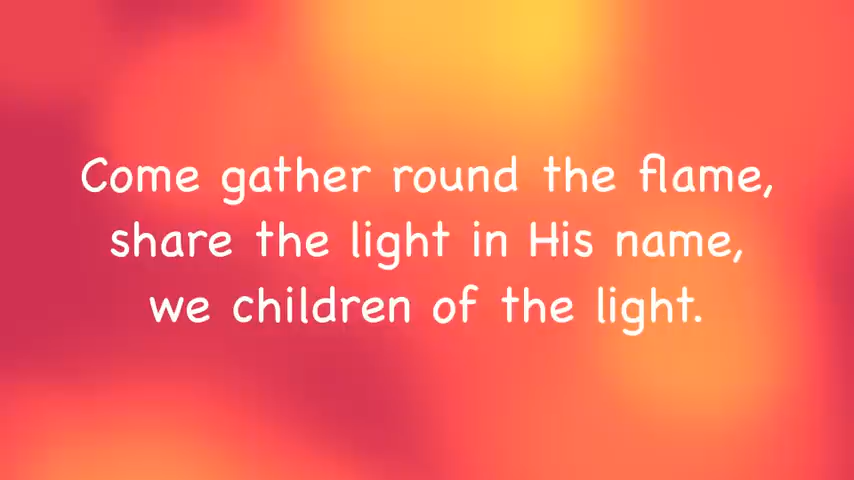 Come gather round the flame,
share the light in His name,
we children of the light.